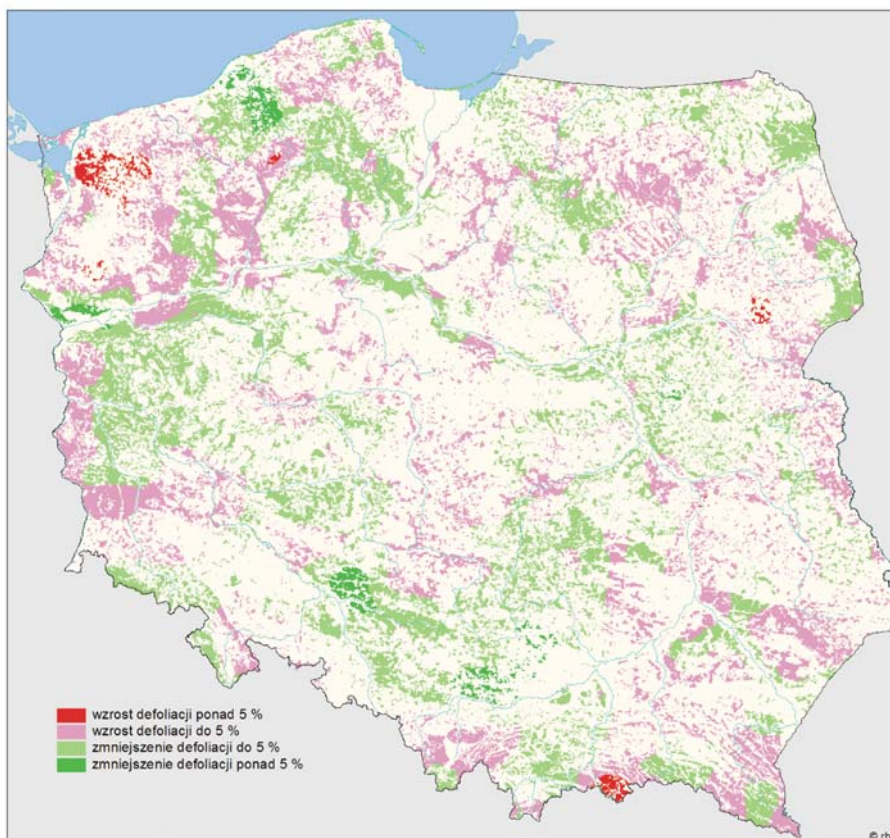 wzrost defoliacji ponad 5 %
wzrost defoliacji do 5 %
zmniejszenie defoliacji do 5 %
zmniejszenie defoliacji ponad 5 %